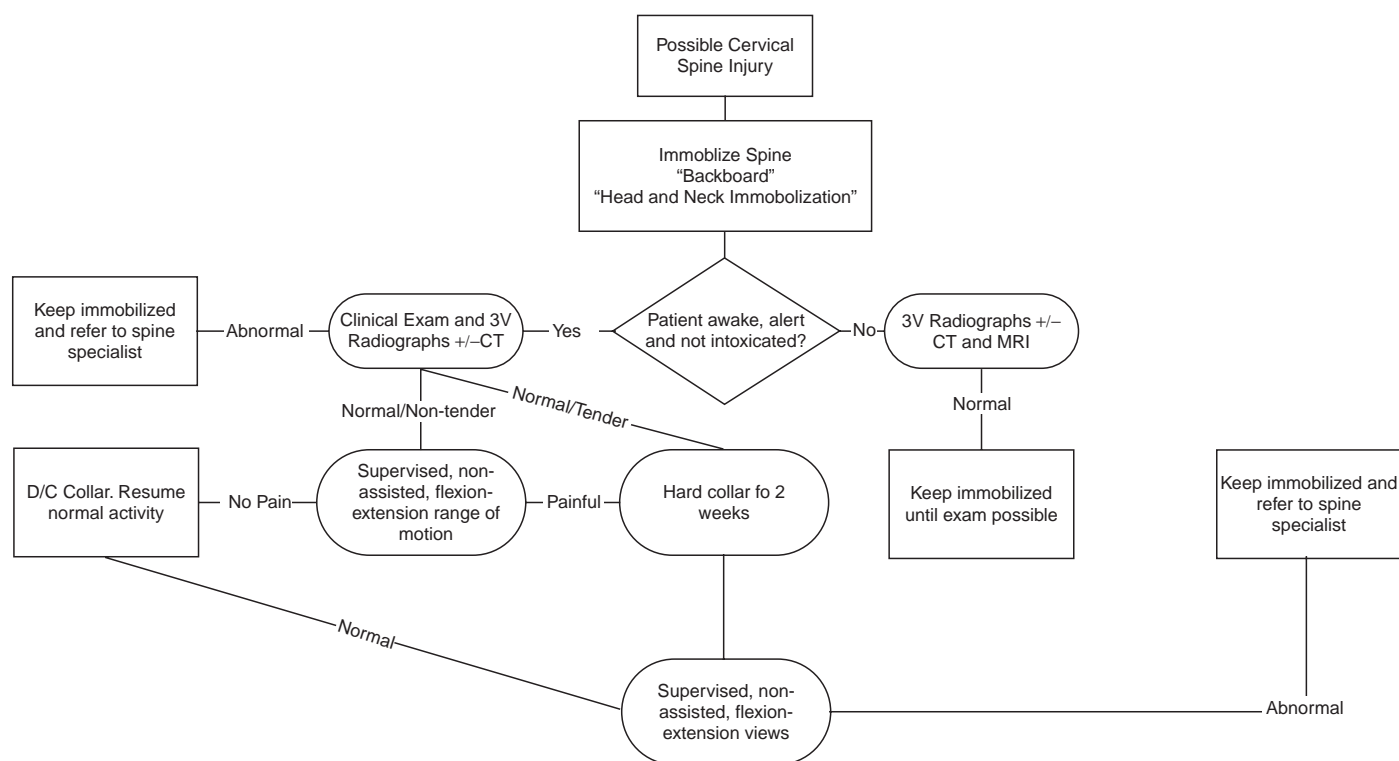 Possible Cervical
Spine Injury
Immoblize Spine
“Backboard”
“Head and Neck Immobolization”
Keep immobilized
and refer to spine
specialist
Abnormal
Clinical Exam and 3V
Radiographs +/–CT
Yes
Patient awake, alert
and not intoxicated?
No
3V Radiographs +/–
CT and MRI
Normal/Non-tender
Normal/Tender
Normal
D/C Collar. Resume
normal activity
No Pain
Supervised, non-
assisted, flexion-
extension range of
motion
Painful
Hard collar fo 2
weeks
Keep immobilized
until exam possible
Keep immobilized and
refer to spine
specialist
Normal
Supervised, non-
assisted, flexion-
extension views
Abnormal